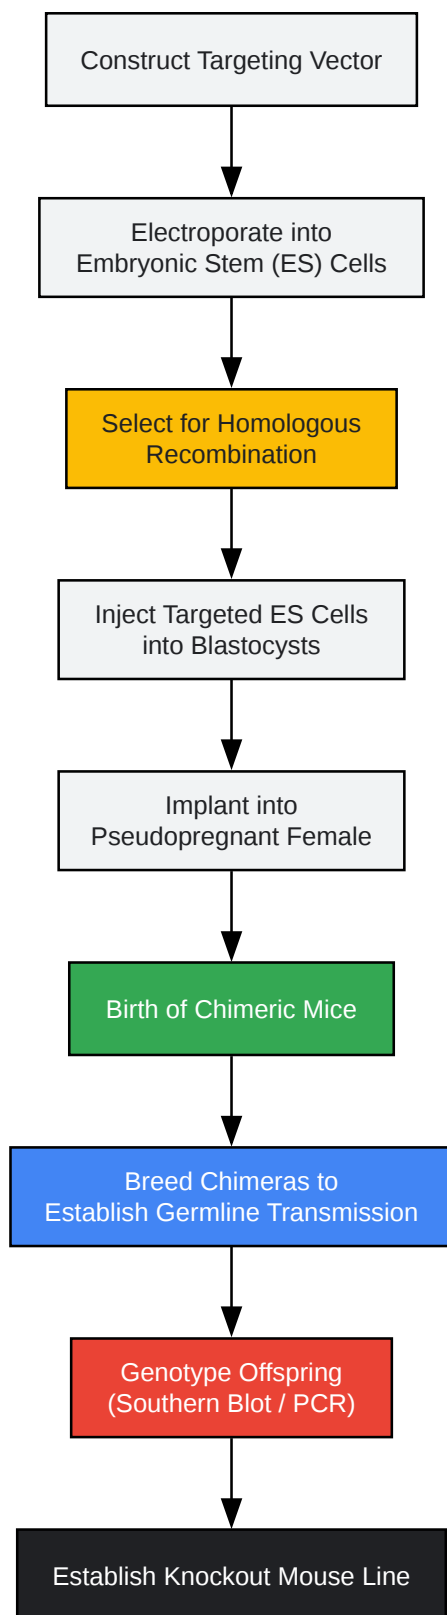 Construct Targeting Vector
Electroporate into
Embryonic Stem (ES) Cells
Select for Homologous
Recombination
Inject Targeted ES Cells
into Blastocysts
Implant into
Pseudopregnant Female
Birth of Chimeric Mice
Breed Chimeras to
Establish Germline Transmission
Genotype Offspring
(Southern Blot / PCR)
Establish Knockout Mouse Line